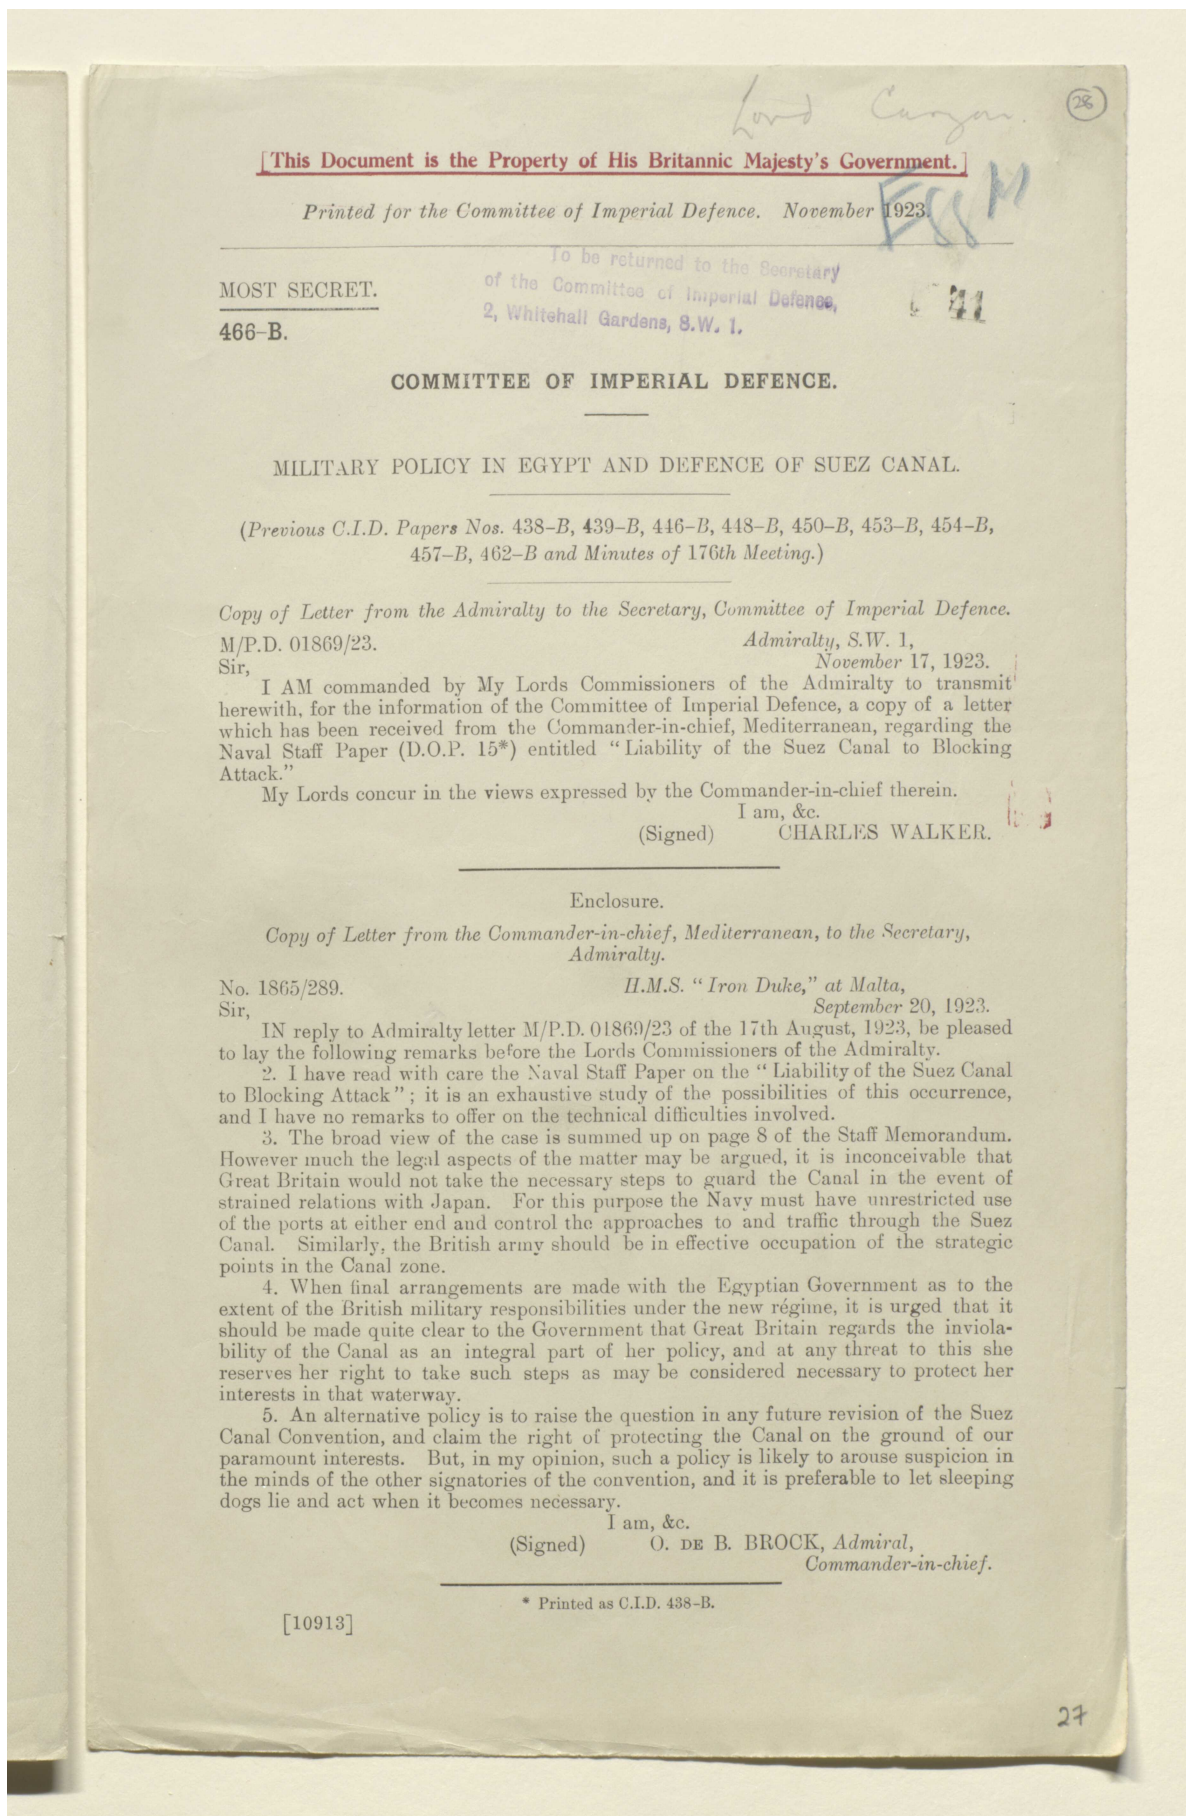 Lord Curzon.
28
[This Document is the Property of His Britannic Majesty's Government.]
Printed for the Committee of Imperial Defence. November 1923.
To be returned to the Secretary
of the Committee of Imperial Defence,
2, Whitehall Gardens, S.W. 1.
MOST SECRET.
41
466-B.
COMMITTEE OF IMPERIAL DEFENCE.
MILITARY POLICY IN EGYPT AND DEFENCE OF SUEZ CANAL.
(Previous C.I.D. Papers Nos. 438-B, 439-B, 446-B, 448-B, 450-B, 453-B, 454-B,
457-B, 462-B and Minutes of 176th Meeting.)
Copy of Letter from the Admiralty to the Secretary, Committee of Imperial Defence.
M/P.D. 01869/23. Admiralty, S.W. 1,
Sir, November 17, 1923.
I AM commanded by My Lords Commissioners of the Admiralty to transmit
herewith, for the information of the Committee of Imperial Defence, a copy of a letter
which has been received from the Commander-in-chief, Mediterranean, regarding the
Naval Staff Paper (D.O.P. 15*) entitled "Liability of the Suez Canal to Blocking
Attack."
My Lords concur in the views expressed by the Commander-in-chief therein.
I am, &c.
(Signed) CHARLES WALKER.
Enclosure.
Copy of Letter from the Commander-in-chief, Mediterranean, to the Secretary,
Admiralty.
No. 1865/289. H.M.S. "Iron Duke," at Malta,
Sir, September 20, 1923.
IN reply to Admiralty letter M/P.D. 01869/23 of the 17th August, 1923, be pleased
to lay the following remarks before the Lords Commissioners of the Admiralty.
2. I have read with care the Naval Staff Paper on the "Liability of the Suez Canal
to Blocking Attack"; it is an exhaustive study of the possibilities of this occurrence,
and I have no remarks to offer on the technical difficulties involved.
3. The broad view of the case is summed up on page 8 of the Staff Memorandum.
However much the legal aspects of the matter may be argued, it is inconceivable that
Great Britain would not take the necessary steps to guard the Canal in the event of
strained relations with Japan. For this purpose the Navy must have unrestricted use
of the ports at either end and control the approaches to and traffic through the Suez
Canal. Similarly, the British army should be in effective occupation of the strategic
points in the Canal zone.
4. When final arrangements are made with the Egyptian Government as to the
extent of the British military responsibilities under the new régime, it is urged that it
should be made quite clear to the Government that Great Britain regards the inviola-
bility of the Canal as an integral part of her policy, and at any threat to this she
reserves her right to take such steps as may be considered necessary to protect her
interests in that waterway.
5. An alternative policy is to raise the question in any future revision of the Suez
Canal Convention, and claim the right of protecting the Canal on the ground of our
paramount interests. But, in my opinion, such a policy is likely to arouse suspicion in
the minds of the other signatories of the convention, and it is preferable to let sleeping
dogs lie and act when it becomes necessary.
I am, &c.
(Signed) O. DE B. BROCK, Admiral,
Commander-in-chief.
* Printed as C.I.D. 438-B.
[10913]
27